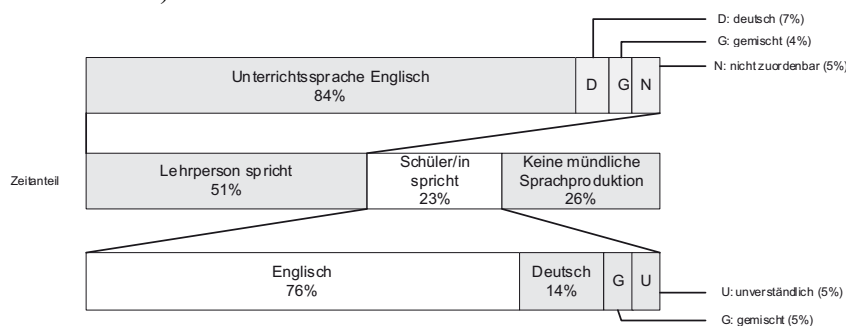 D: deutsch (7%)
G: gemischt (4%)
N: nicht zuordenbar (5%)
Unterrichtssprache Englisch
84%
D
G
N
Zeitanteil
Lehrperson spricht
51%
Schüler/in
spricht
23%
Keine mündliche
Sprachproduktion
26%
Englisch
76%
Deutsch
14%
G
U
U: unverständlich (5%)
G: gemischt (5%)